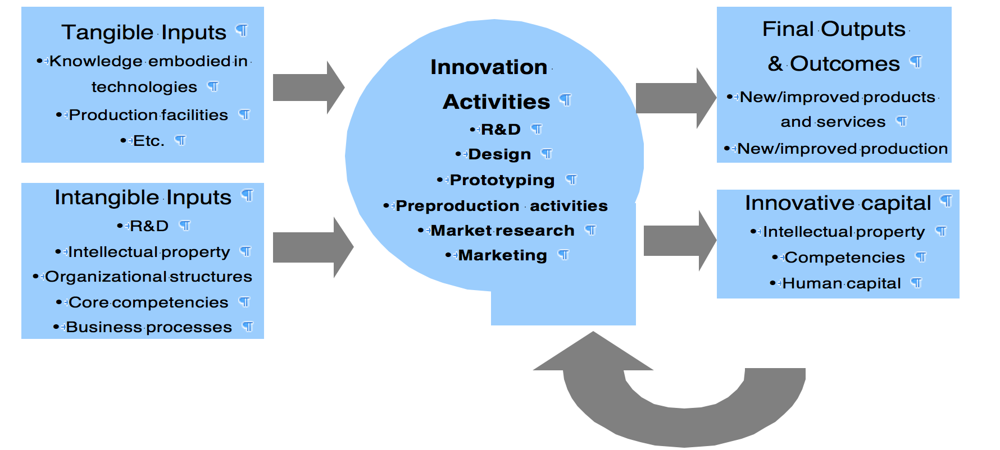 Tangible Inputs ¶
•Knowledge embodied in
technologies ¶
•Production facilities ¶
•Etc. ¶
Intangible Inputs ¶
•R&D ¶
•Intellectual property ¶
•Organizational structures
•Core competencies ¶
•Business processes ¶
Innovation
Activities ¶
•R&D ¶
•Design ¶
•Prototyping ¶
•Preproduction activities
•Market research ¶
•Marketing ¶
Final Outputs
& Outcomes ¶
•New/improved products
and services ¶
•New/improved production
Innovative capital ¶
•Intellectual property ¶
•Competencies ¶
•Human capital ¶